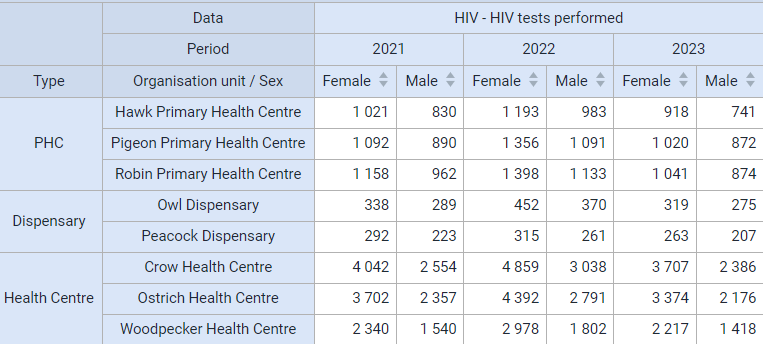 Data HIV - HIV tests performed
Period 2021 2022 2023
Type Organisation unit / Sex Female Male Female Male Female Male
PHC
Hawk Primary Health Centre 1 021 830 1 193 983 918 741
Pigeon Primary Health Centre 1 092 890 1 356 1 091 1 020 872
Robin Primary Health Centre 1 158 962 1 398 1 133 1 041 874
Dispensary
Owl Dispensary 338 289 452 370 319 275
Peacock Dispensary 292 223 315 261 263 207
Health Centre
Crow Health Centre 4 042 2 554 4 859 3 038 3 707 2 386
Ostrich Health Centre 3 702 2 357 4 392 2 791 3 374 2 176
Woodpecker Health Centre 2 340 1 540 2 978 1 802 2 217 1 418